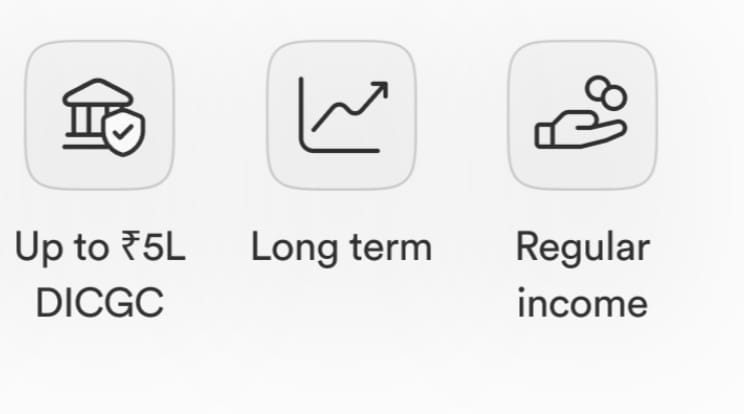 Up to ₹5L
DICGC
Long term
Regular
income